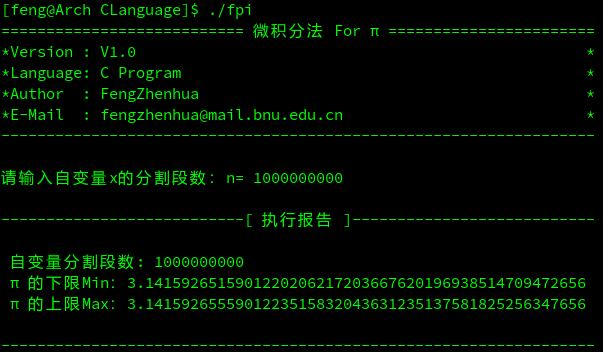 [feng@Arch CLanguage]$ ./fpi
=========================== 微积分法 For π =======================
*Version : V1.0 *
*Language: C Program *
*Author  : FengZhenhua *
*E-Mail  : fengzhenhua@mail.bnu.edu.cn *
------------------------------------------------------------------
请输入自变量x的分割段数: n= 1000000000
---------------------------[ 执行报告 ]---------------------------
自变量分割段数: 1000000000
π 的下限Min: 3.141592651590122020621720366762019693851470947265​6
π 的上限Max: 3.1415926555901223515832043631235137581825256347656
------------------------------------------------------------------